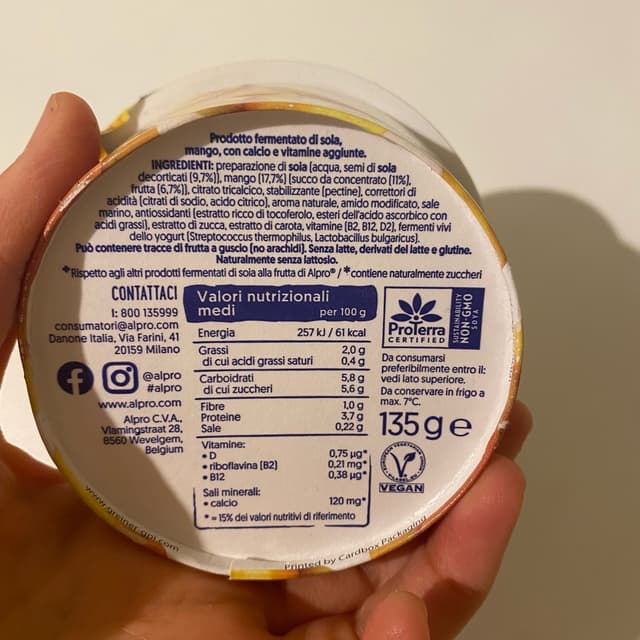 Prodotto fermentato di soia,
mango, con calcio e vitamine aggiunte.
INGREDIENTI: preparazione di soia (acqua, semi di soia
decorticati (9,7%)), mango (17,7%) (succo da concentrato (11%),
frutta (6,7%)), citrato tricalcico, stabilizzante (pectine), correttori di
acidità (citrati di sodio, acido citrico), aroma naturale, amido modificato, sale
marino, antiossidanti (estratto ricco di tocoferolo, esteri dell'acido ascorbico con
acidi grassi), estratto di zucca, estratto di carota, vitamine (B2, B12, D2), fermenti vivi
dello yogurt (Streptococcus thermophilus, Lactobacillus bulgaricus).
Può contenere tracce di frutta a guscio (no arachidi). Senza latte, derivati del latte e glutine.
Naturalmente senza lattosio.
*Rispetto agli altri prodotti fermentati di soia alla frutta di Alpro® / *contiene naturalmente zuccheri
CONTATTACI
I: 800 135999
consumatori@alpro.com
Danone Italia, Via Farini, 41
20159 Milano
@alpro
#alpro
www.alpro.com
Alpro C.V.A.,
Vlamingstraat 28,
8560 Wevelgem,
Belgium
Valori nutrizionali
medi per 100 g
Energia 257 kJ / 61 kcal
Grassi 2,0 g
di cui acidi grassi saturi 0,4 g
Carboidrati 5,8 g
di cui zuccheri 5,6 g
Fibre 1,0 g
Proteine 3,7 g
Sale 0,22 g
Vitamine:
• D 0,75 µg*
• riboflavina (B2) 0,21 mg*
• B12 0,38 µg*
Sali minerali:
• calcio 120 mg*
* = 15% dei valori nutritivi di riferimento
ProTerra
CERTIFIED
SUSTAINABILITY
NON-GMO
SOYA
Da consumarsi
preferibilmente entro il:
vedi lato superiore.
Da conservare in frigo a
max. 7°C.
135 g e
EUROPEAN VEGETARIAN UNION
VEGAN
www.greiner-gpi.com
Printed by Cardbox Packaging